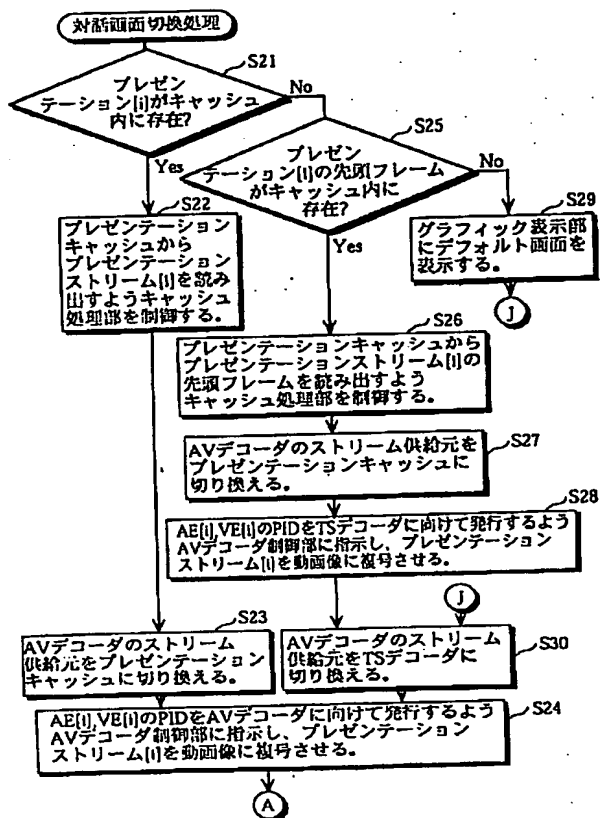 対話画面切換処理
S21
プレゼン
テーション[i]がキャッシュ
内に存在?
No
Yes
S25
プレゼン
テーション[i]の先頭フレーム
がキャッシュ内に
存在?
No
Yes
S22
プレゼンテーション
キャッシュから
プレゼンテーション
ストリーム[i]を読み
出すようキャッシュ
処理部を制御する。
S29
グラフィック表示部
にデフォルト画面を
表示する。
J
S26
プレゼンテーションキャッシュから
プレゼンテーションストリーム[i]の
先頭フレームを読み出すよう
キャッシュ処理部を制御する。
S27
AVデコーダのストリーム供給元を
プレゼンテーションキャッシュに
切り換える。
S28
AE[i],VE[i]のPIDをTSデコーダに向けて発行するよう
AVデコーダ制御部に指示し、プレゼンテーション
ストリーム[i]を動画像に復号させる。
J
S23
AVデコーダのストリーム
供給元をプレゼンテーション
キャッシュに切り換える。
S30
AVデコーダのストリーム
供給元をTSデコーダに
切り換える。
S24
AE[i],VE[i]のPIDをAVデコーダに向けて発行するよう
AVデコーダ制御部に指示し、プレゼンテーション
ストリーム[i]を動画像に復号させる。
A